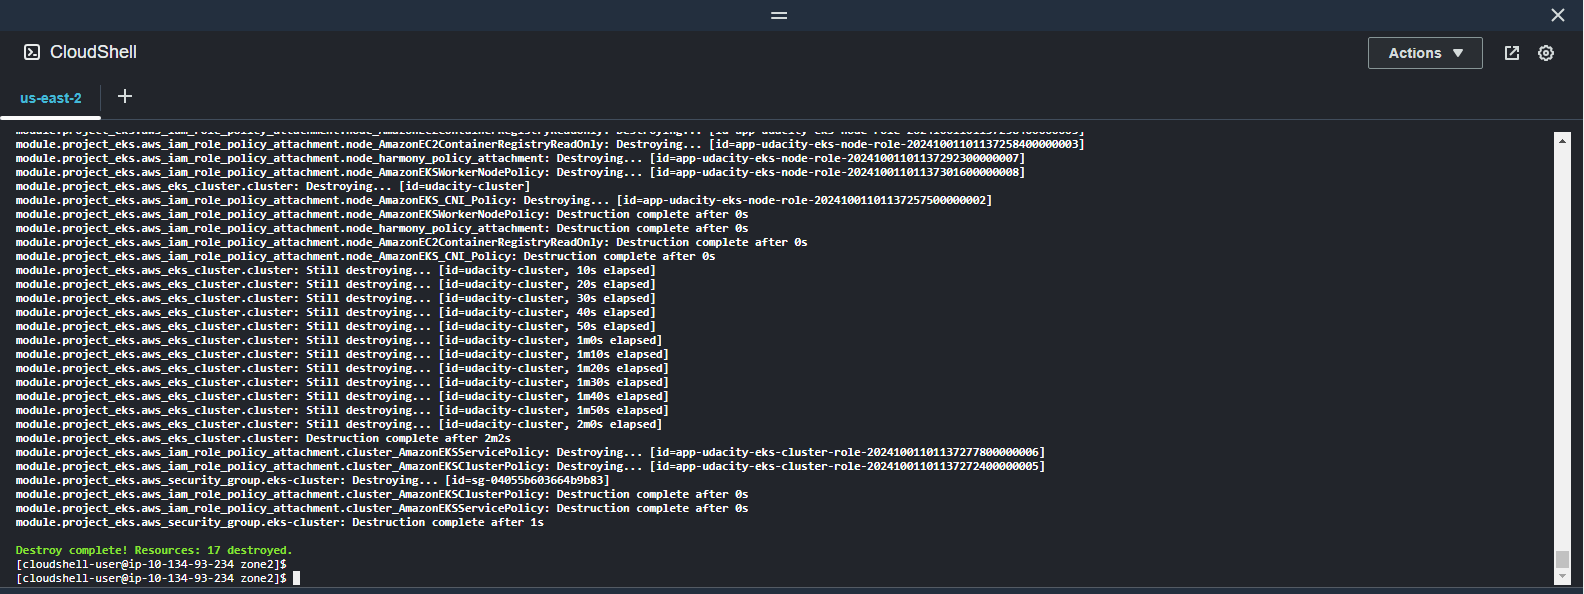 CloudShell
Actions
us-east-2
module.project_eks.aws_iam_role_policy_attachment.node_AmazonEC2ContainerRegistryReadOnly: Destroying... [id=app-udacity-eks-node-role-20241001101137258400000003]
module.project_eks.aws_iam_role_policy_attachment.node_AmazonEC2ContainerRegistryReadOnly: Destroying... [id=app-udacity-eks-node-role-20241001101137258400000003]
module.project_eks.aws_iam_role_policy_attachment.node_harmony_policy_attachment: Destroying... [id=app-udacity-eks-node-role-20241001101137292300000007]
module.project_eks.aws_iam_role_policy_attachment.node_AmazonEKSWorkerNodePolicy: Destroying... [id=app-udacity-eks-node-role-20241001101137301600000008]
module.project_eks.aws_eks_cluster.cluster: Destroying... [id=udacity-cluster]
module.project_eks.aws_iam_role_policy_attachment.node_AmazonEKS_CNI_Policy: Destroying... [id=app-udacity-eks-node-role-20241001101137257500000002]
module.project_eks.aws_iam_role_policy_attachment.node_AmazonEKSWorkerNodePolicy: Destruction complete after 0s
module.project_eks.aws_iam_role_policy_attachment.node_harmony_policy_attachment: Destruction complete after 0s
module.project_eks.aws_iam_role_policy_attachment.node_AmazonEC2ContainerRegistryReadOnly: Destruction complete after 0s
module.project_eks.aws_iam_role_policy_attachment.node_AmazonEKS_CNI_Policy: Destruction complete after 0s
module.project_eks.aws_eks_cluster.cluster: Still destroying... [id=udacity-cluster, 10s elapsed]
module.project_eks.aws_eks_cluster.cluster: Still destroying... [id=udacity-cluster, 20s elapsed]
module.project_eks.aws_eks_cluster.cluster: Still destroying... [id=udacity-cluster, 30s elapsed]
module.project_eks.aws_eks_cluster.cluster: Still destroying... [id=udacity-cluster, 40s elapsed]
module.project_eks.aws_eks_cluster.cluster: Still destroying... [id=udacity-cluster, 50s elapsed]
module.project_eks.aws_eks_cluster.cluster: Still destroying... [id=udacity-cluster, 1m0s elapsed]
module.project_eks.aws_eks_cluster.cluster: Still destroying... [id=udacity-cluster, 1m10s elapsed]
module.project_eks.aws_eks_cluster.cluster: Still destroying... [id=udacity-cluster, 1m20s elapsed]
module.project_eks.aws_eks_cluster.cluster: Still destroying... [id=udacity-cluster, 1m30s elapsed]
module.project_eks.aws_eks_cluster.cluster: Still destroying... [id=udacity-cluster, 1m40s elapsed]
module.project_eks.aws_eks_cluster.cluster: Still destroying... [id=udacity-cluster, 1m50s elapsed]
module.project_eks.aws_eks_cluster.cluster: Still destroying... [id=udacity-cluster, 2m0s elapsed]
module.project_eks.aws_eks_cluster.cluster: Destruction complete after 2m2s
module.project_eks.aws_iam_role_policy_attachment.cluster_AmazonEKSServicePolicy: Destroying... [id=app-udacity-eks-cluster-role-20241001101137277800000006]
module.project_eks.aws_iam_role_policy_attachment.cluster_AmazonEKSClusterPolicy: Destroying... [id=app-udacity-eks-cluster-role-20241001101137272400000005]
module.project_eks.aws_security_group.eks-cluster: Destroying... [id=sg-04055b603664b9b83]
module.project_eks.aws_iam_role_policy_attachment.cluster_AmazonEKSClusterPolicy: Destruction complete after 0s
module.project_eks.aws_iam_role_policy_attachment.cluster_AmazonEKSServicePolicy: Destruction complete after 0s
module.project_eks.aws_security_group.eks-cluster: Destruction complete after 1s
Destroy complete! Resources: 17 destroyed.
[cloudshell-user@ip-10-134-93-234 zone2]$
[cloudshell-user@ip-10-134-93-234 zone2]$